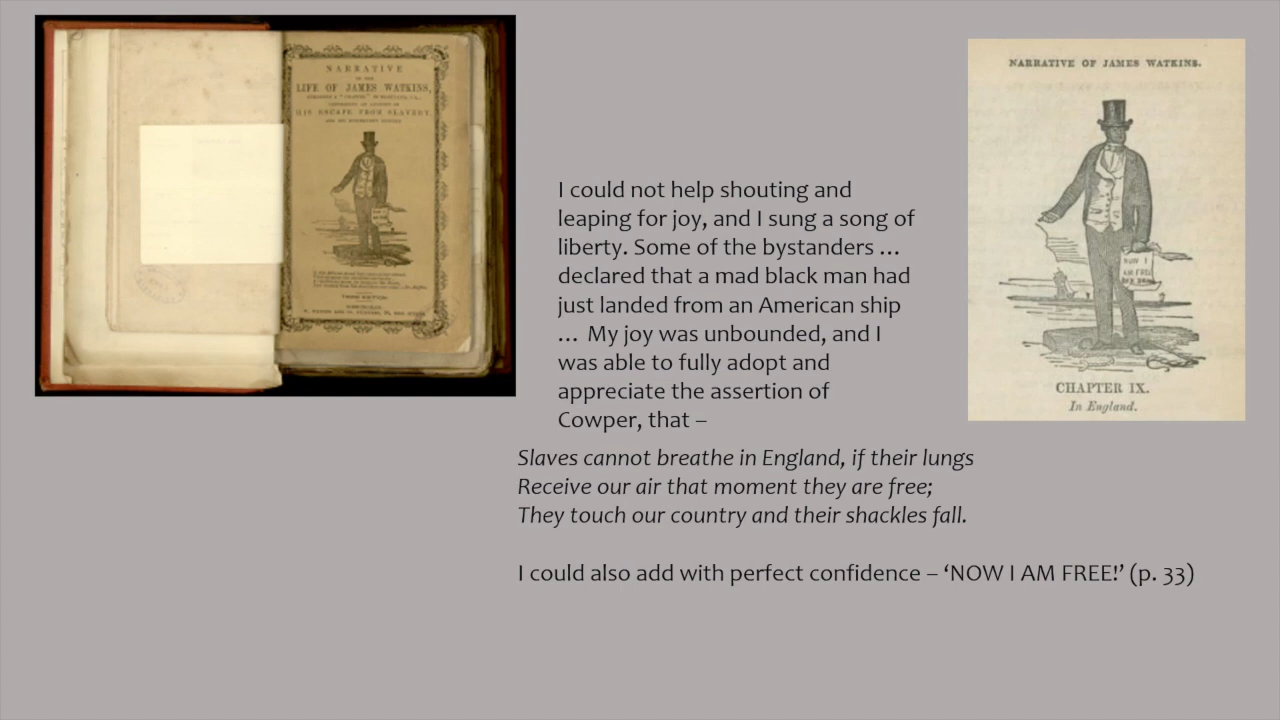 NARRATIVE
OF THE
LIFE OF JAMES WATKINS,
HIS ESCAPE FROM SLAVERY,
THIRD EDITION.
I could not help shouting and
leaping for joy, and I sung a song of
liberty. Some of the bystanders …
declared that a mad black man had
just landed from an American ship
… My joy was unbounded, and I
was able to fully adopt and
appreciate the assertion of
Cowper, that –
Slaves cannot breathe in England, if their lungs
Receive our air that moment they are free;
They touch our country and their shackles fall.
I could also add with perfect confidence – ‘NOW I AM FREE!’ (p. 33)
NARRATIVE OF JAMES WATKINS.
NOW I
AM FREE
CHAPTER IX.
In England.